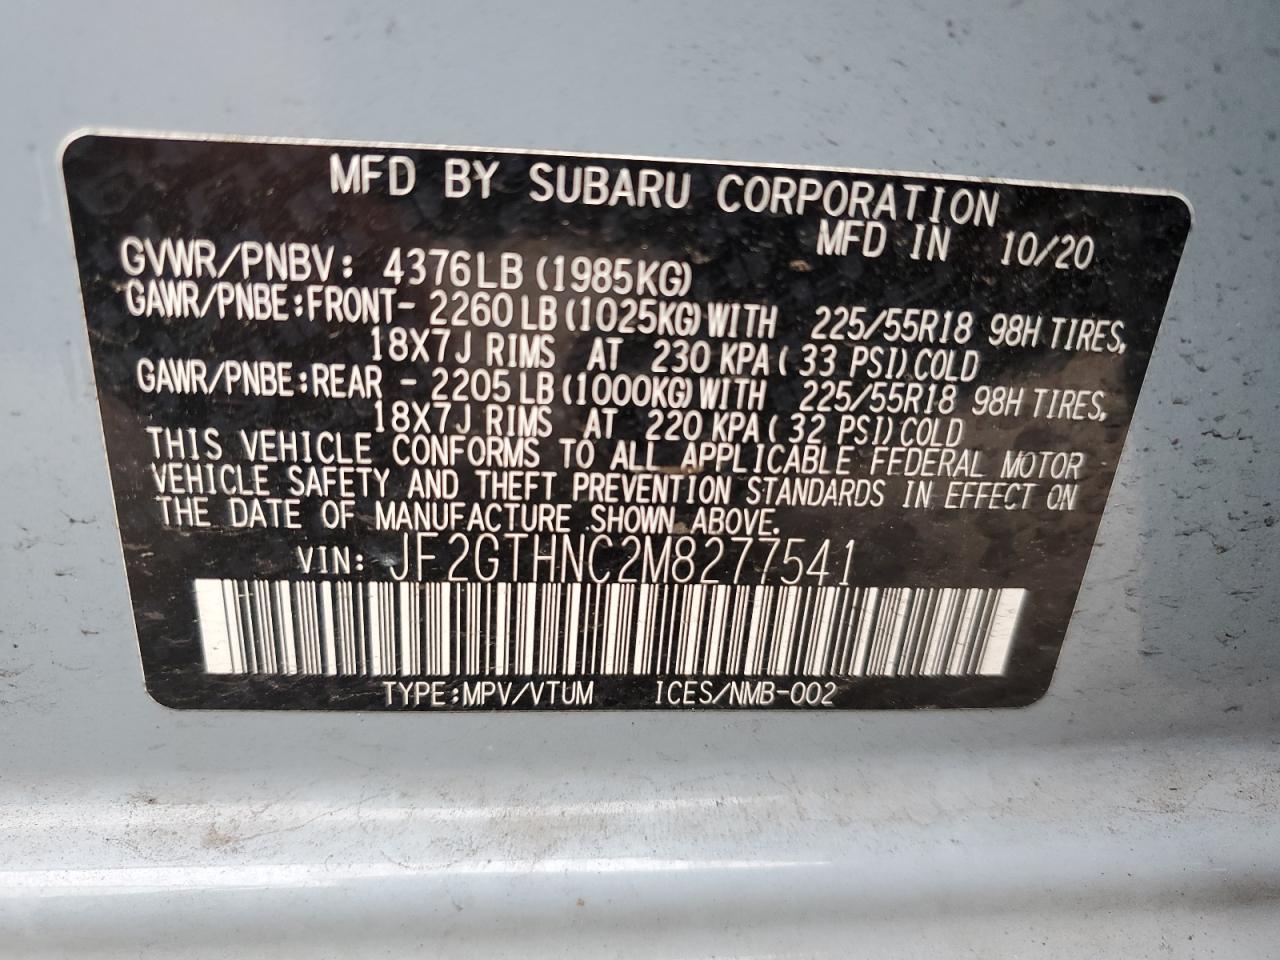 MFD BY SUBARU CORPORATION
MFD IN 10/20
GVWR/PNBV: 4376LB (1985KG)
GAWR/PNBE:FRONT- 2260LB (1025KG) WITH 225/55R18 98H TIRES,
18X7J RIMS AT 230 KPA ( 33 PSI) COLD
GAWR/PNBE:REAR - 2205LB (1000KG) WITH 225/55R18 98H TIRES,
18X7J RIMS AT 220 KPA ( 32 PSI) COLD
THIS VEHICLE CONFORMS TO ALL APPLICABLE FEDERAL MOTOR
VEHICLE SAFETY AND THEFT PREVENTION STANDARDS IN EFFECT ON
THE DATE OF MANUFACTURE SHOWN ABOVE.
VIN: JF2GTHNC2M8277541
TYPE:MPV/VTUM ICES/NMB-002